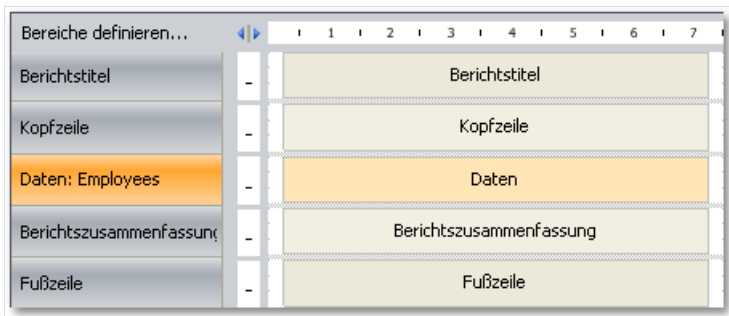 Bereiche definieren...
1 2 3 4 5 6 7
Berichtstitel
Berichtstitel
Kopfzeile
Kopfzeile
Daten: Employees
Daten
Berichtszusammenfassung
Berichtszusammenfassung
Fußzeile
Fußzeile